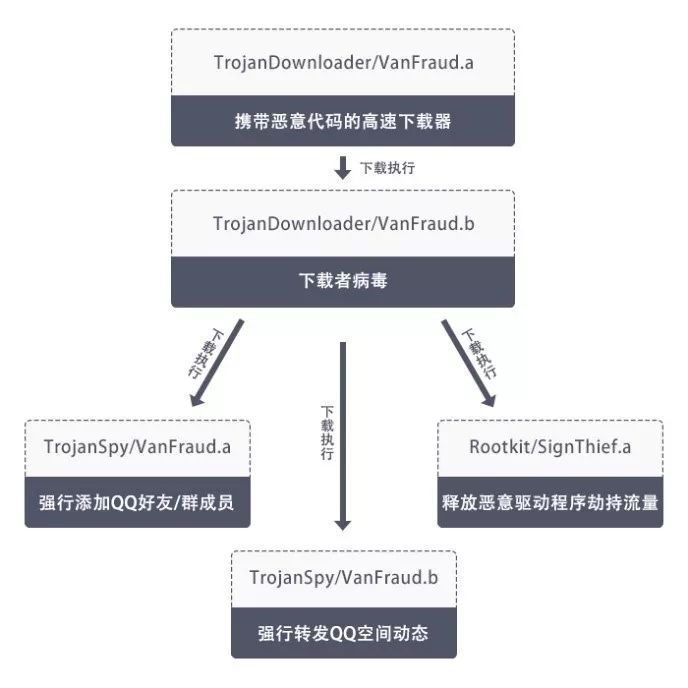 TrojanDownloader/VanFraud.a
携带恶意代码的高速下载器
下载执行
TrojanDownloader/VanFraud.b
下载者病毒
下载执行
下载执行
下载执行
TrojanSpy/VanFraud.a
强行添加QQ好友/群成员
Rootkit/SignThief.a
释放恶意驱动程序劫持流量
TrojanSpy/VanFraud.b
强行转发QQ空间动态